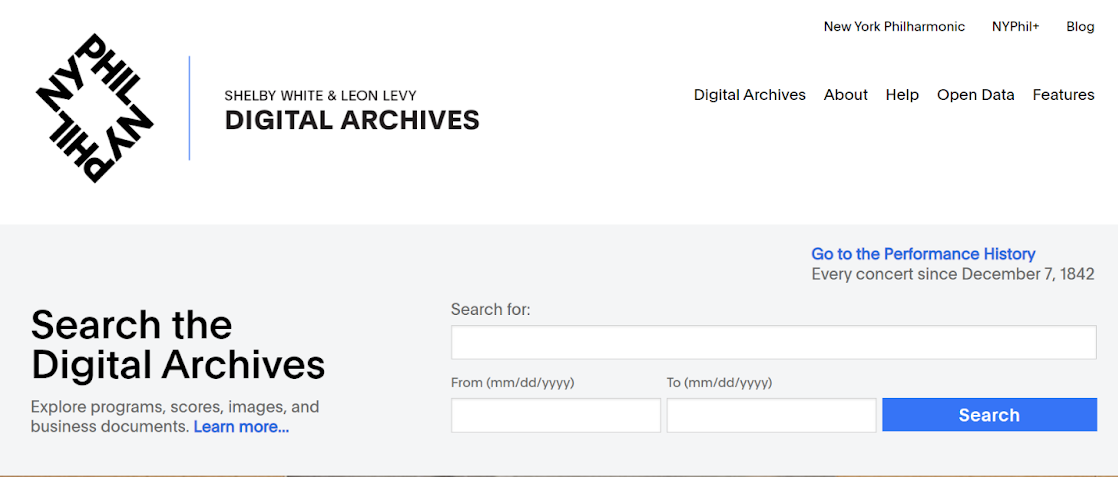 New York Philharmonic NYPhil+ Blog
NYPHIL NYPHIL
SHELBY WHITE & LEON LEVY
DIGITAL ARCHIVES
Digital Archives About Help Open Data Features
Go to the Performance History
Every concert since December 7, 1842
Search the
Digital Archives
Explore programs, scores, images, and
business documents. Learn more...
Search for:
From (mm/dd/yyyy) To (mm/dd/yyyy)
Search